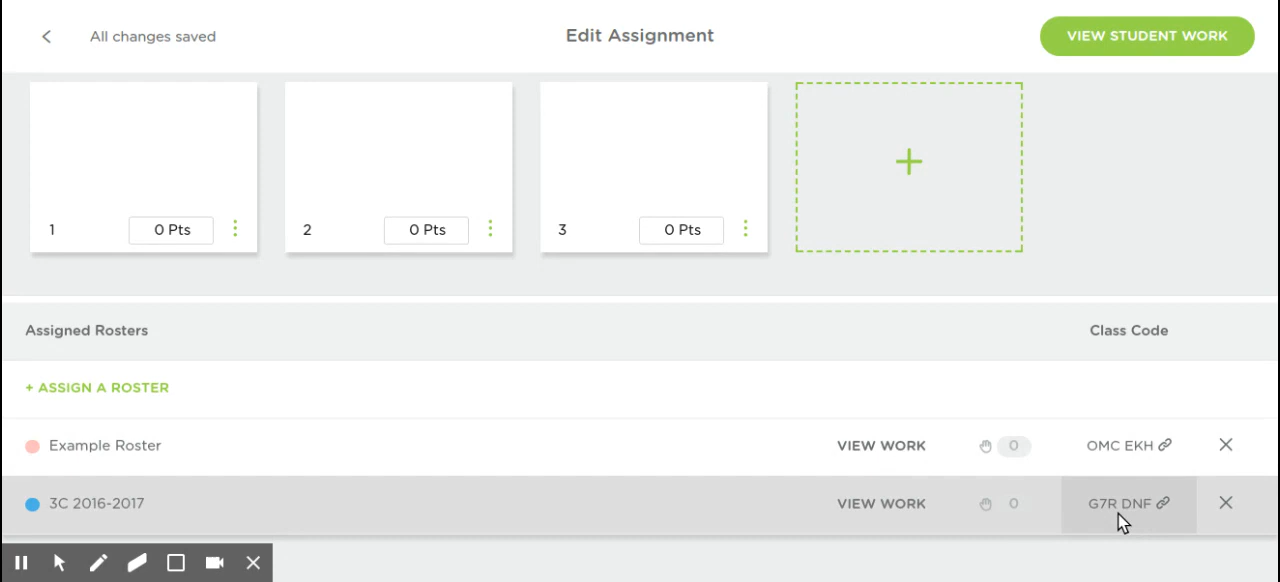 All changes saved
Edit Assignment
VIEW STUDENT WORK
1 0 Pts
2 0 Pts
3 0 Pts
Assigned Rosters Class Code
+ ASSIGN A ROSTER
Example Roster VIEW WORK 0 OMC EKH
3C 2016-2017 VIEW WORK 0 G7R DNF